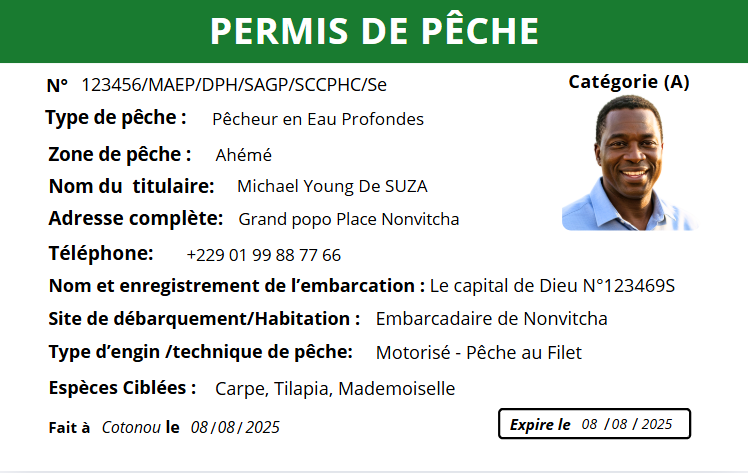 PERMIS DE PÊCHE
N° 123456/MAEP/DPH/SAGP/SCCPHC/Se
Catégorie (A)
Type de pêche : Pêcheur en Eau Profondes
Zone de pêche : Ahémé
Nom du titulaire: Michael Young De SUZA
Adresse complète: Grand popo Place Nonvitcha
Téléphone: +229 01 99 88 77 66
Nom et enregistrement de l’embarcation : Le capital de Dieu N°123469S
Site de débarquement/Habitation : Embarcadaire de Nonvitcha
Type d’engin /technique de pêche: Motorisé - Pêche au Filet
Espèces Ciblées : Carpe, Tilapia, Mademoiselle
Fait à Cotonou le 08/08/2025
Expire le 08 /08 / 2025